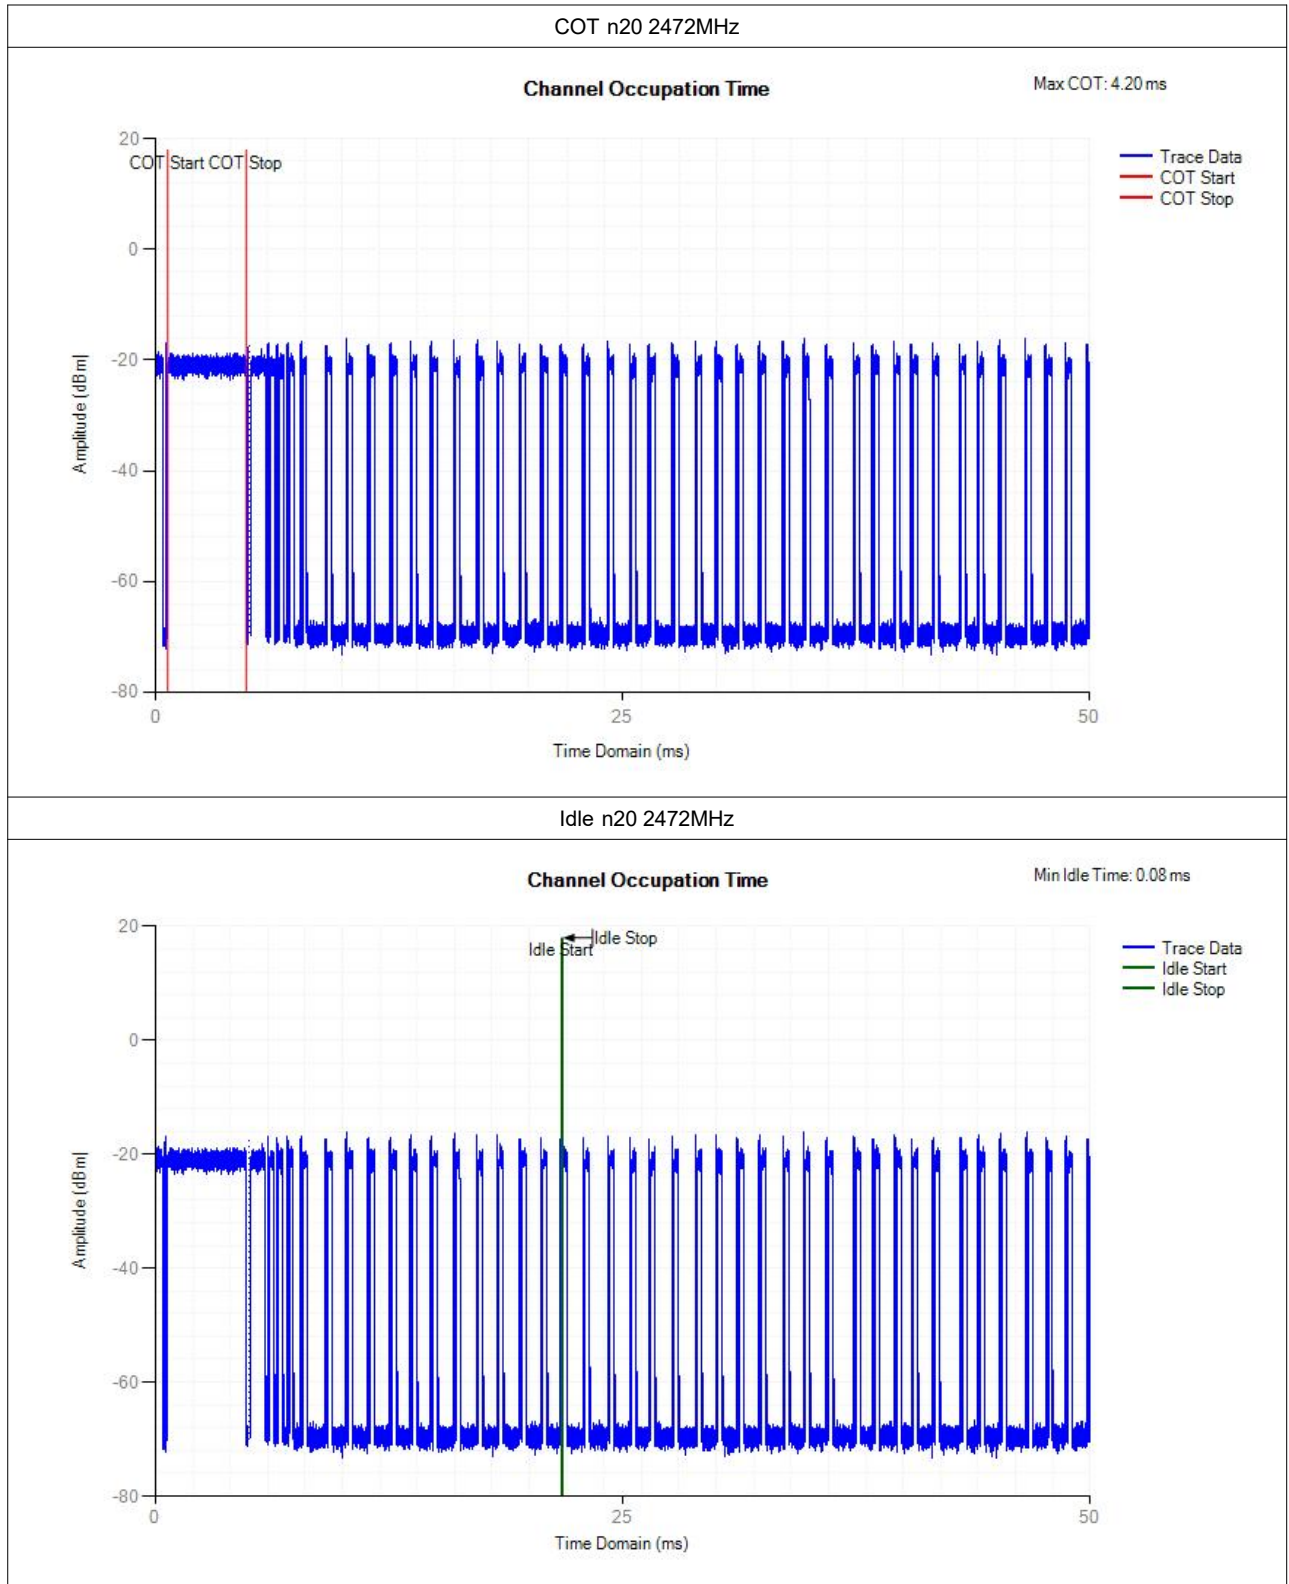 COT n20 2472MHz
Channel Occupation Time
Max COT: 4.20 ms
20
COT Start COT Stop
Trace Data
COT Start
COT Stop
0
-20
Amplitude (dBm|
-40
-60
-80
0
25
50
Time Domain (ms)
Idle n20 2472MHz
Channel Occupation Time
Min Idle Time: 0.08 ms
20
Idle Stop
Idle Start
Trace Data
Idle Start
Idle Stop
0
-20
Amplitude (dBm|
-40
-60
-80
0
25
50
Time Domain (ms)